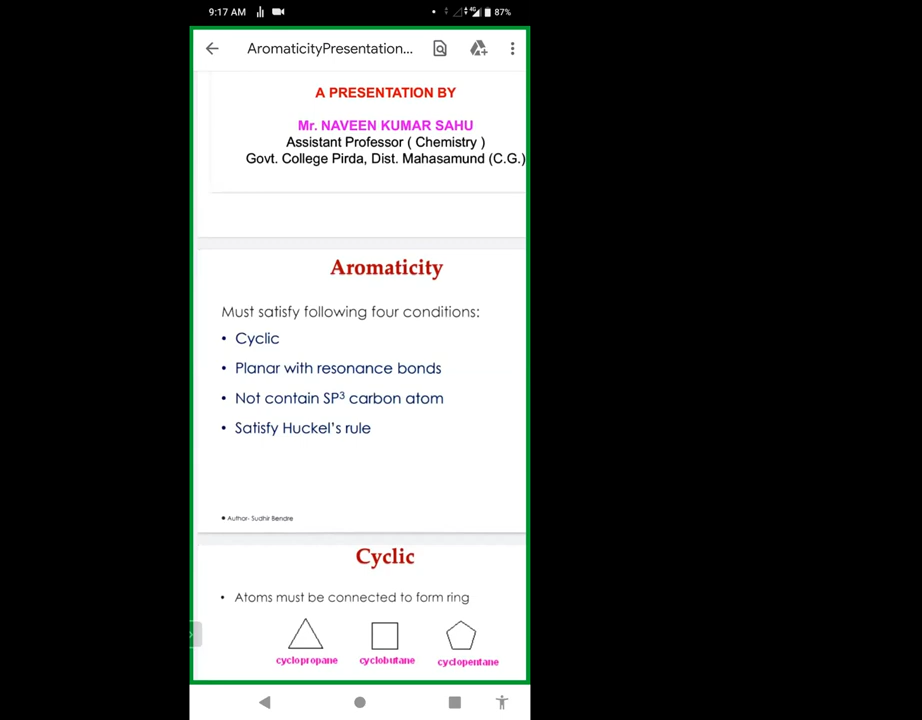 9:17 AM
4G
87%
AromaticityPresentation...
A PRESENTATION BY
Mr. NAVEEN KUMAR SAHU
Assistant Professor ( Chemistry )
Govt. College Pirda, Dist. Mahasamund (C.G.)
Aromaticity
Must satisfy following four conditions:
• Cyclic
• Planar with resonance bonds
• Not contain SP³ carbon atom
• Satisfy Huckel's rule
• Author- Sudhir Bendre
Cyclic
• Atoms must be connected to form ring
cyclopropane cyclobutane cyclopentane